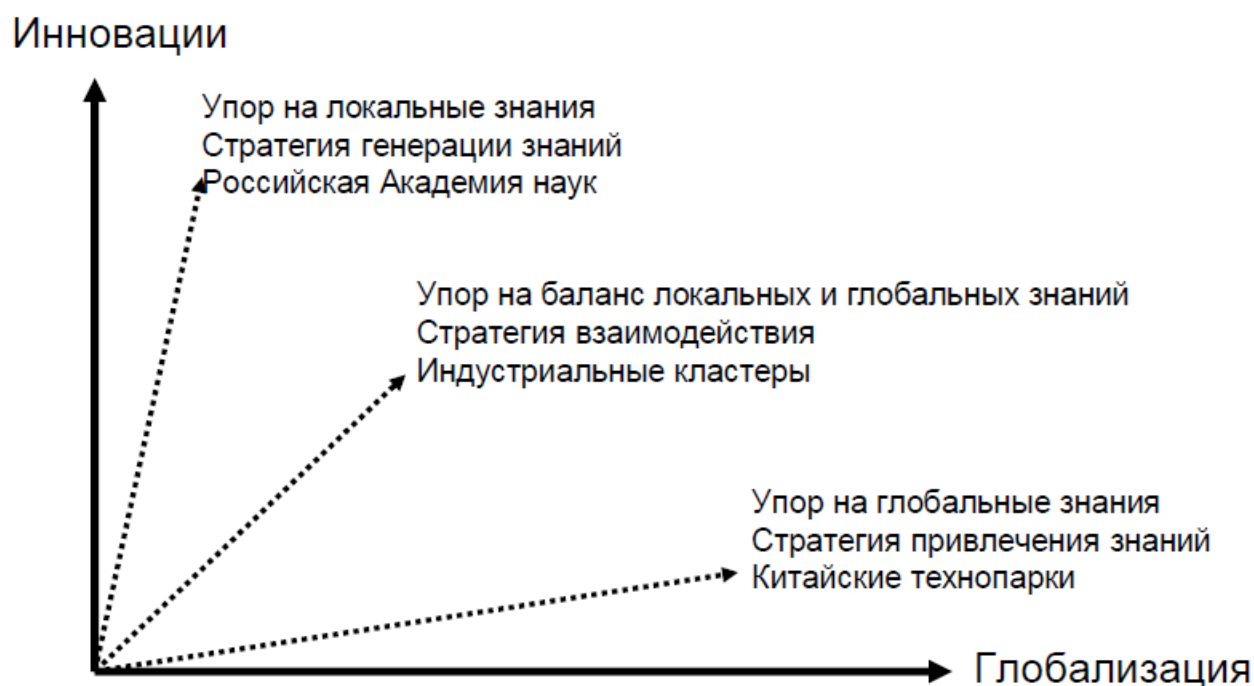 Инновации
Упор на локальные знания
Стратегия генерации знаний
Российская Академия наук
Упор на баланс локальных и глобальных знаний
Стратегия взаимодействия
Индустриальные кластеры
Упор на глобальные знания
Стратегия привлечения знаний
Китайские технопарки
Глобализация